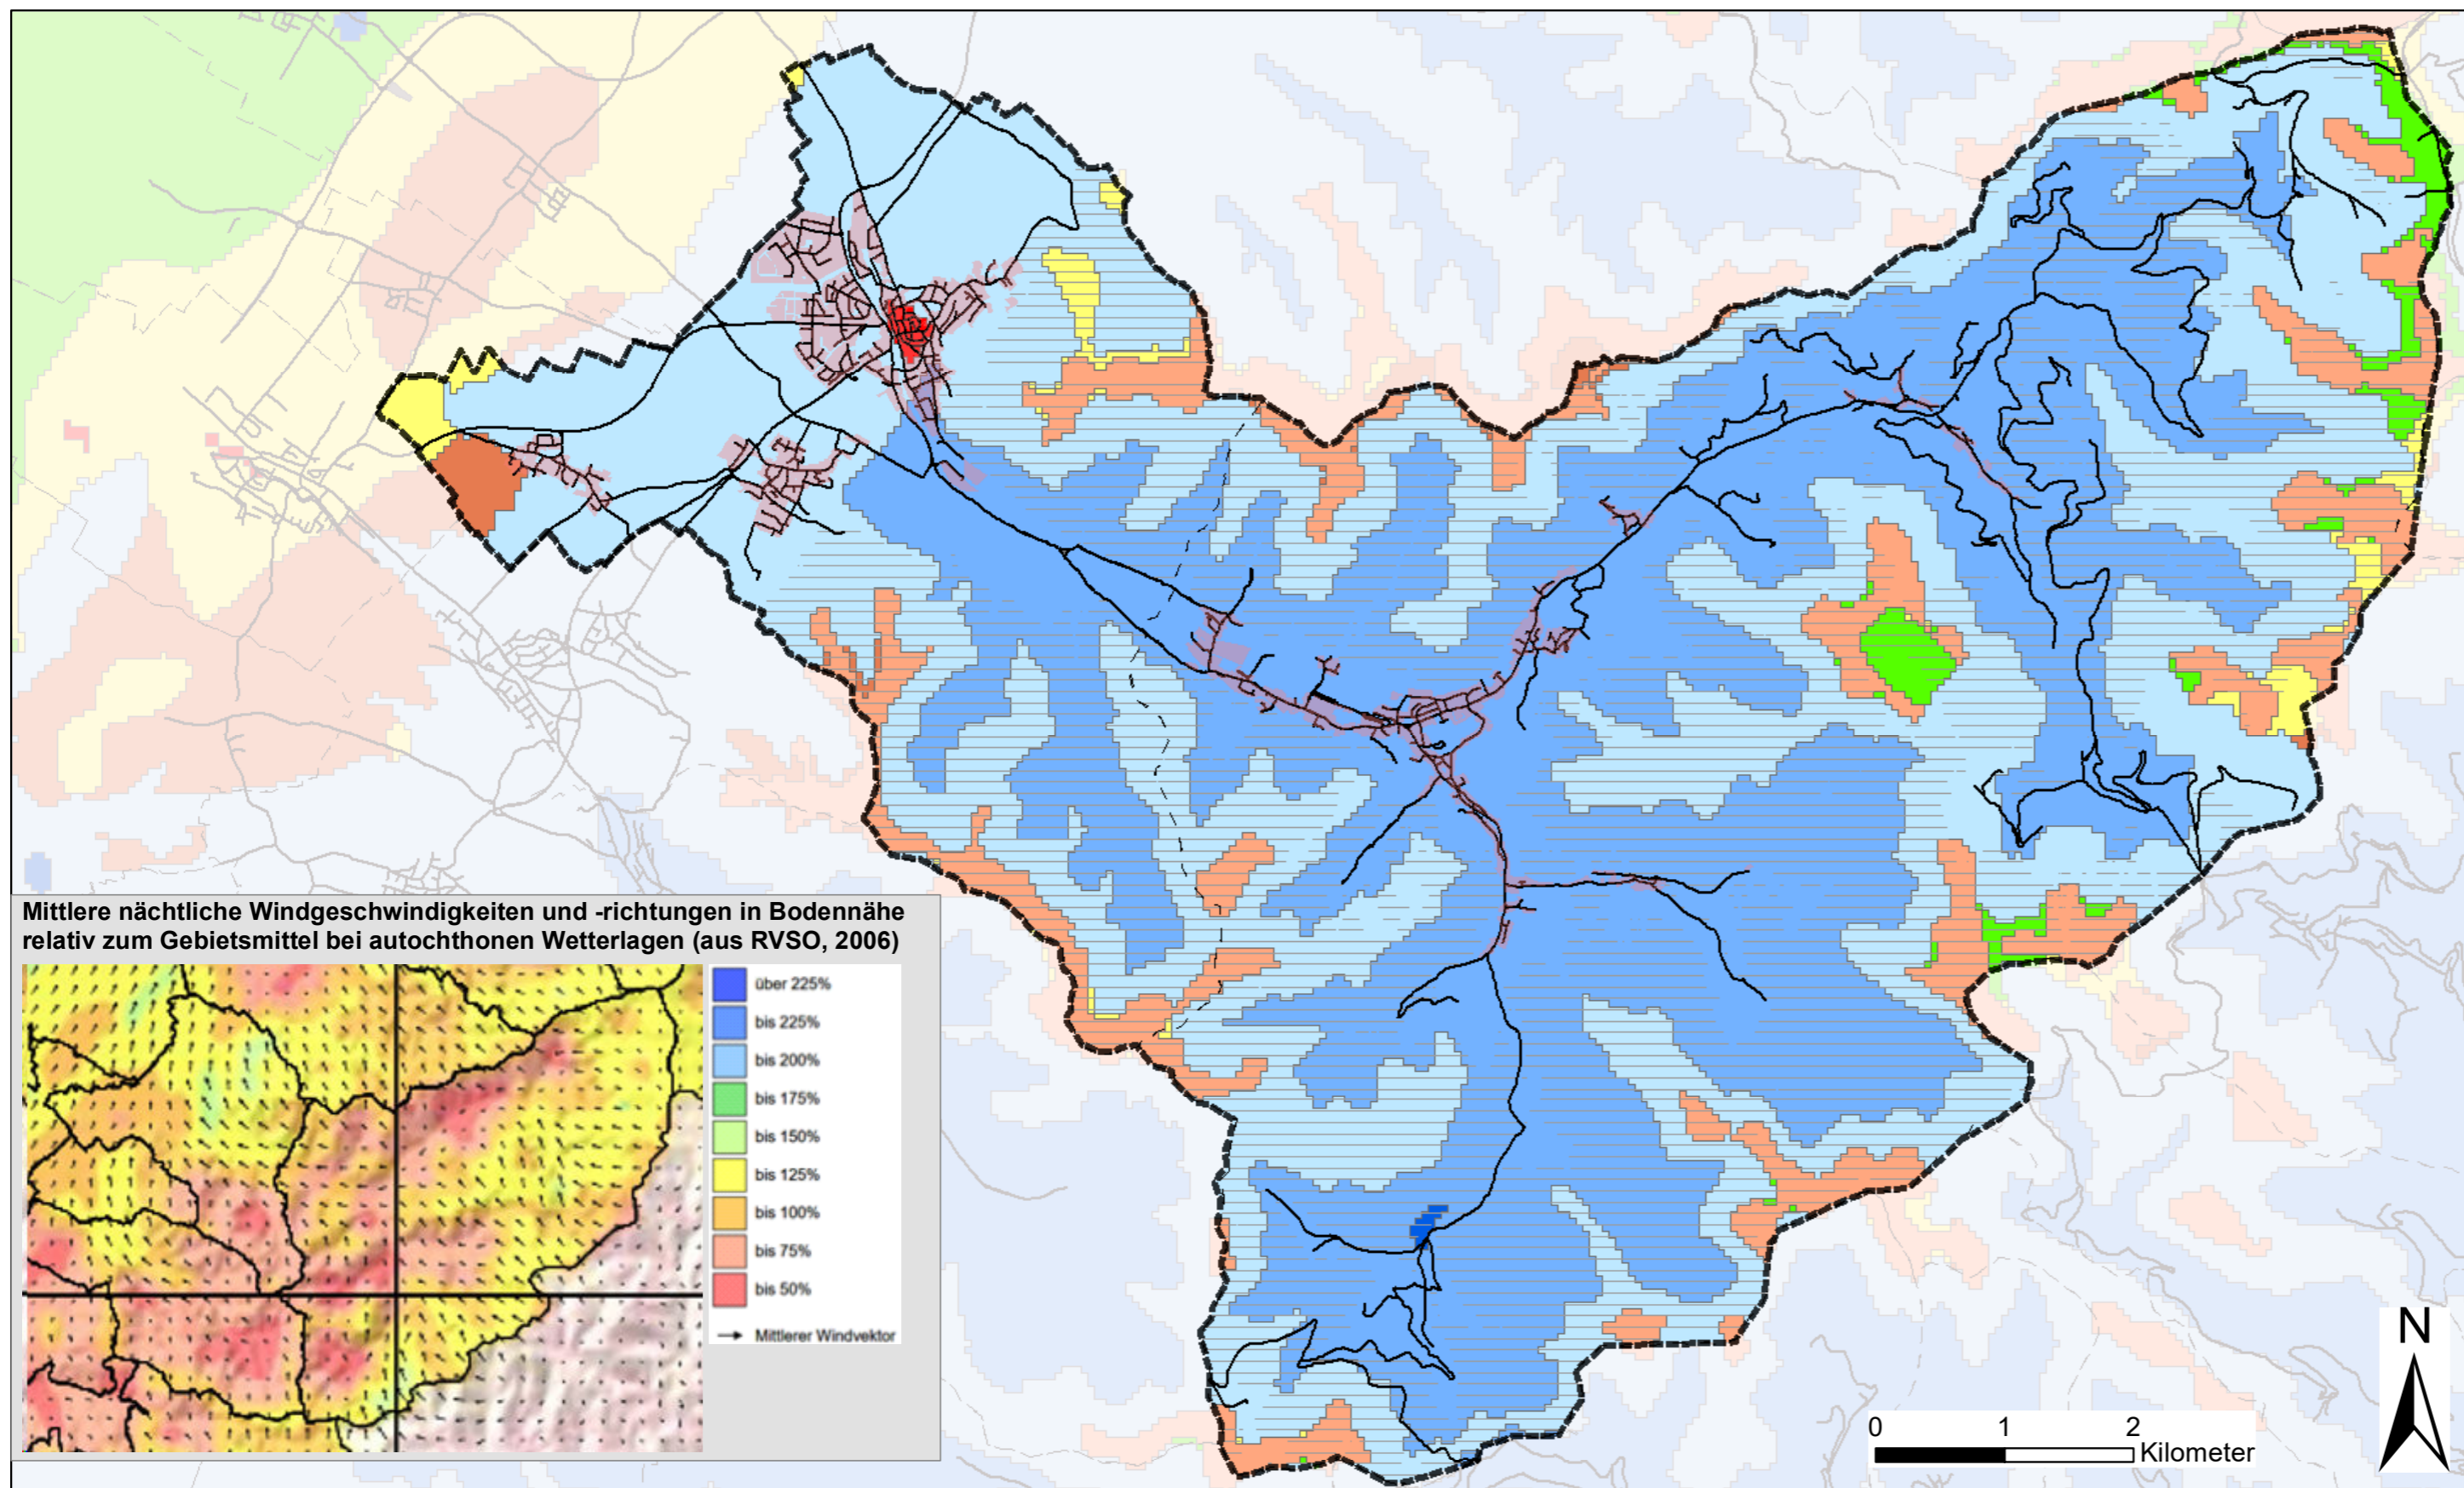 Mittlere nächtliche Windgeschwindigkeiten und -richtungen in Bodennähe
relativ zum Gebietsmittel bei autochthonen Wetterlagen (aus RVSO, 2006)
über 225%
bis 225%
bis 200%
bis 175%
bis 150%
bis 125%
bis 100%
bis 75%
bis 50%
Mittlerer Windvektor
N
0 1 2
Kilometer